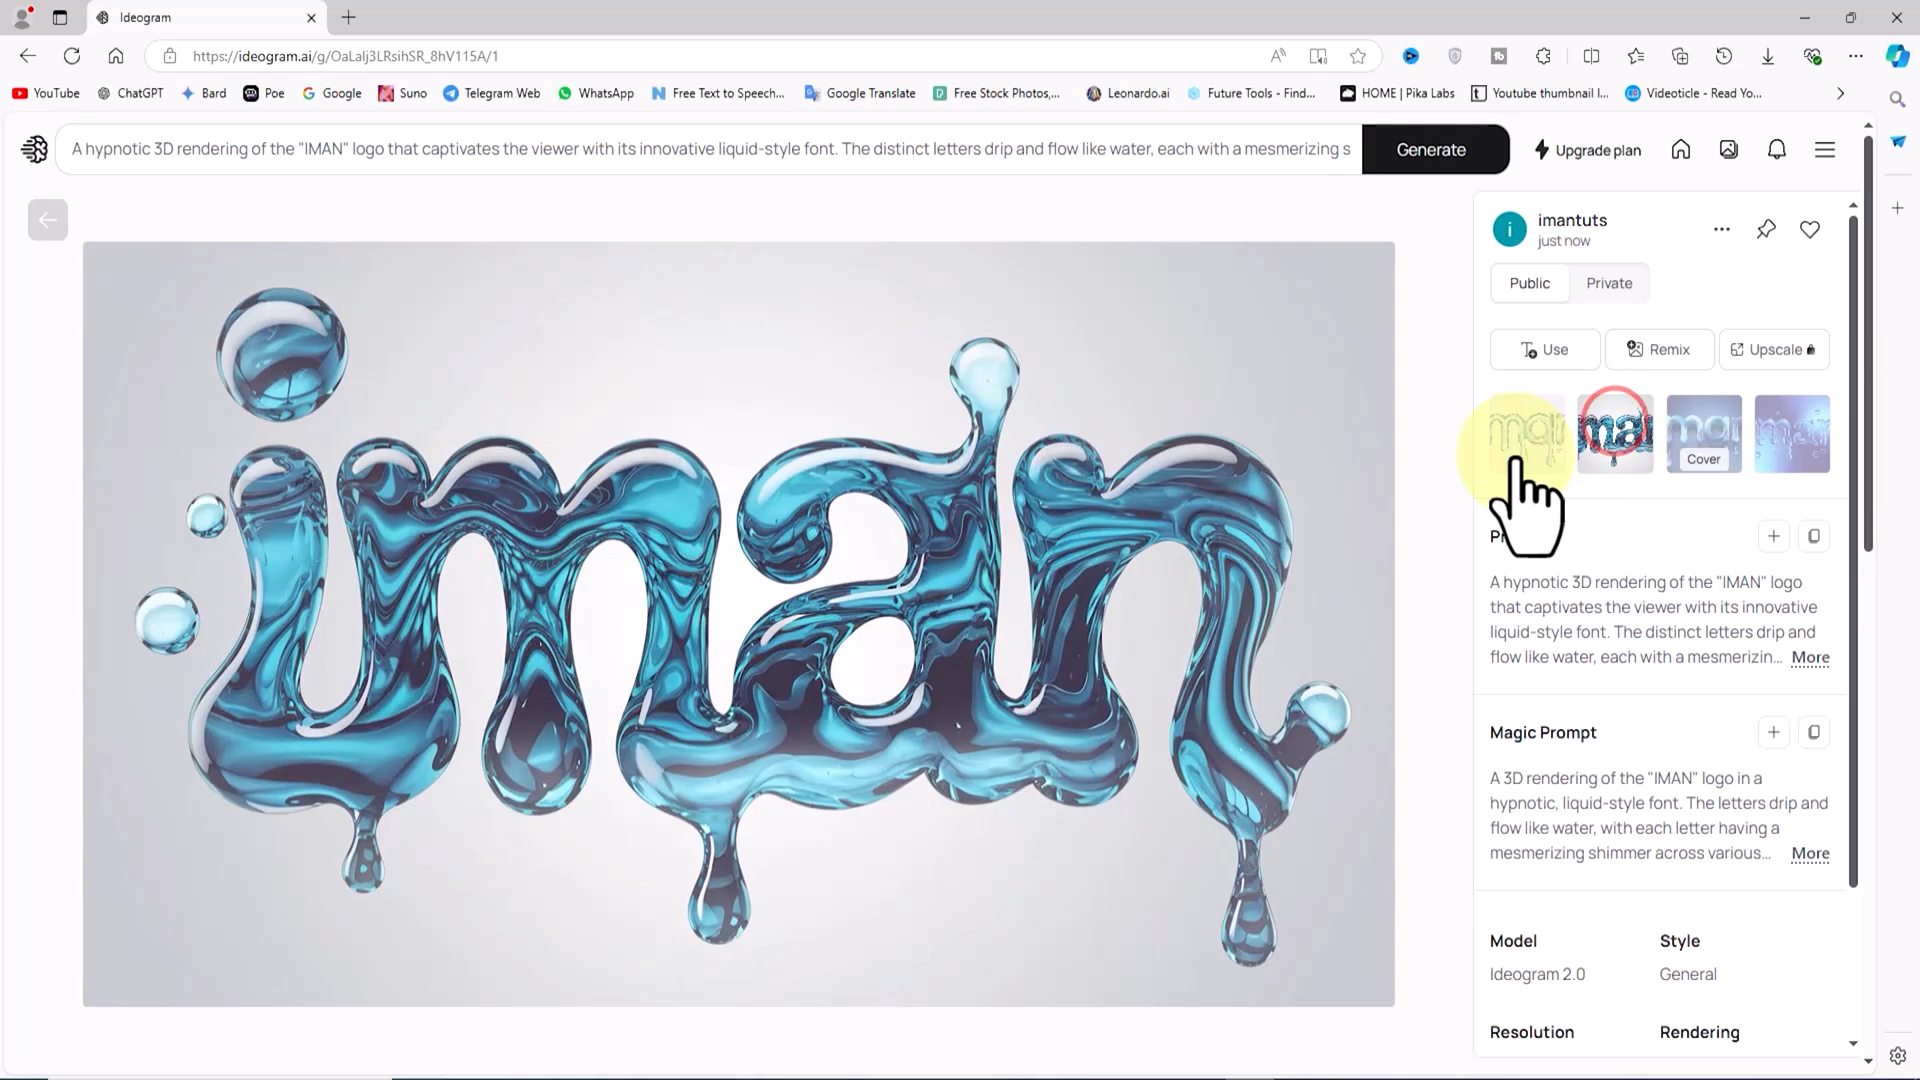 Ideogram
https://ideogram.ai/g/OaLaIj3LRsihSR_8hV115A/1
YouTube
ChatGPT
Bard
Poe
Google
Suno
Telegram Web
WhatsApp
Free Text to Speech...
Google Translate
Free Stock Photos,...
Leonardo.ai
Future Tools - Find...
HOME | Pika Labs
Youtube thumbnail l...
Videoticle - Read Yo...
A hypnotic 3D rendering of the "IMAN" logo that captivates the viewer with its innovative liquid-style font. The distinct letters drip and flow like water, each with a mesmerizing s
Generate
Upgrade plan
iman
i
imantuts
just now
Public
Private
Use
Remix
Upscale
Cover
A hypnotic 3D rendering of the "IMAN" logo
that captivates the viewer with its innovative
liquid-style font. The distinct letters drip and
flow like water, each with a mesmerizin... More
Magic Prompt
A 3D rendering of the "IMAN" logo in a
hypnotic, liquid-style font. The letters drip and
flow like water, with each letter having a
mesmerizing shimmer across various... More
Model
Style
Ideogram 2.0
General
Resolution
Rendering